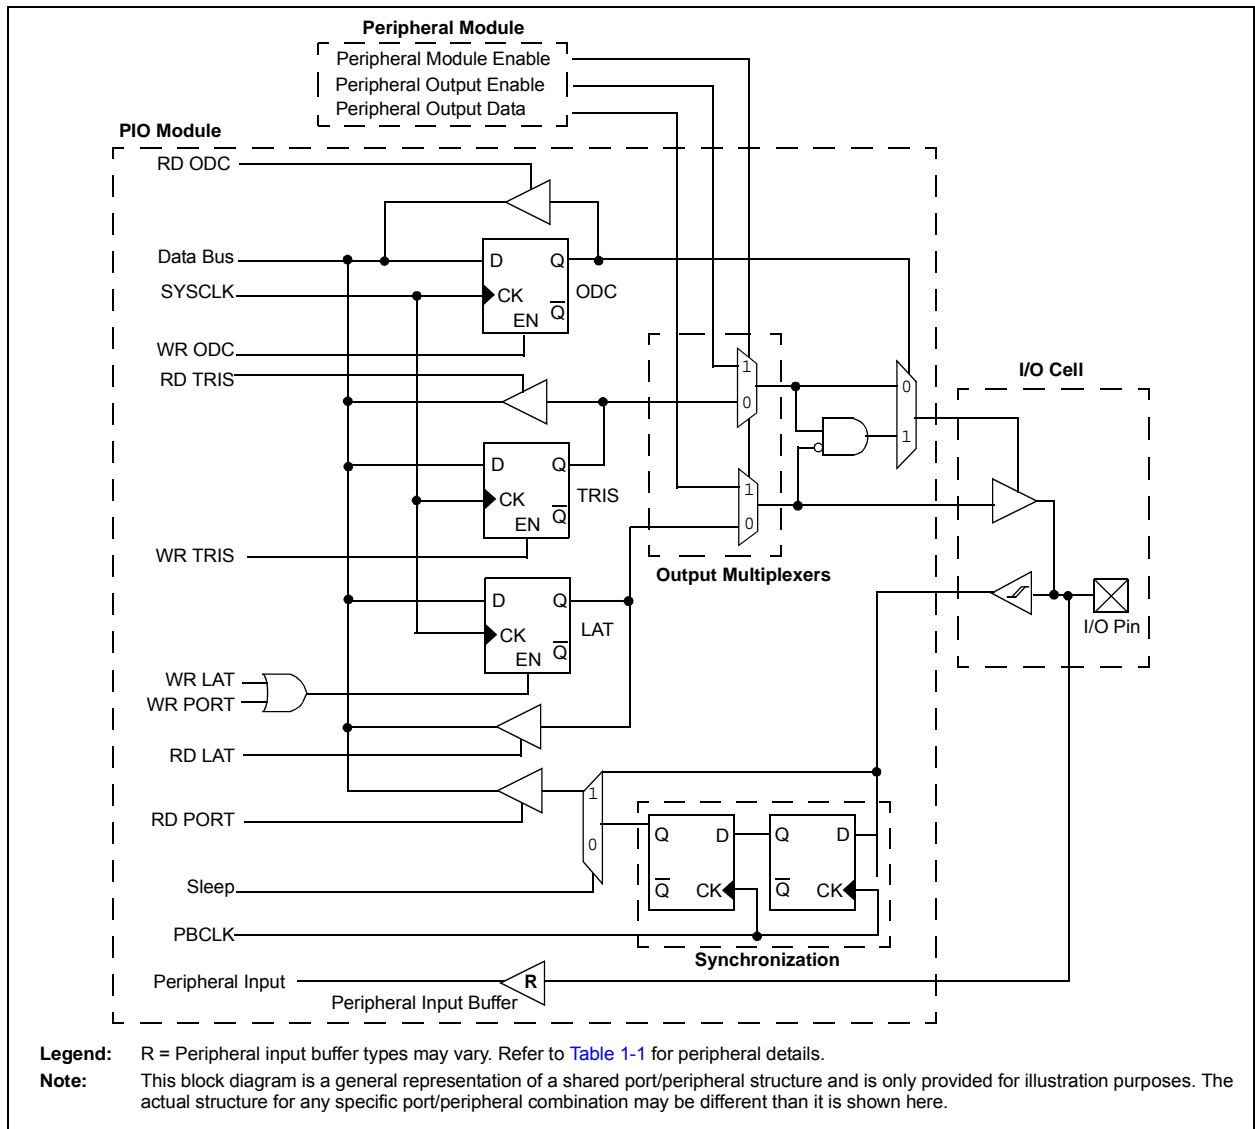 Peripheral Module
Peripheral Module Enable
Peripheral Output Enable
Peripheral Output Data
PIO Module
RD ODC
Data Bus
D
Q
SYSCLK
CK
ODC
Q
EN
WR ODC
RD TRIS
1
0
0
1
I/O Cell
D
Q
CK
TRIS
Q
EN
1
0
WR TRIS
Output Multiplexers
D
Q
CK
LAT
Q
EN
I/O Pin
WR LAT
WR PORT
RD LAT
RD PORT
1
0
Q
D
Q
D
Sleep
Q
CK
Q
CK
PBCLK
Synchronization
Peripheral Input
R
Peripheral Input Buffer
Legend: R = Peripheral input buffer types may vary. Refer to Table 1-1 for peripheral details.
Note: This block diagram is a general representation of a shared port/peripheral structure and is only provided for illustration purposes. The
actual structure for any specific port/peripheral combination may be different than it is shown here.